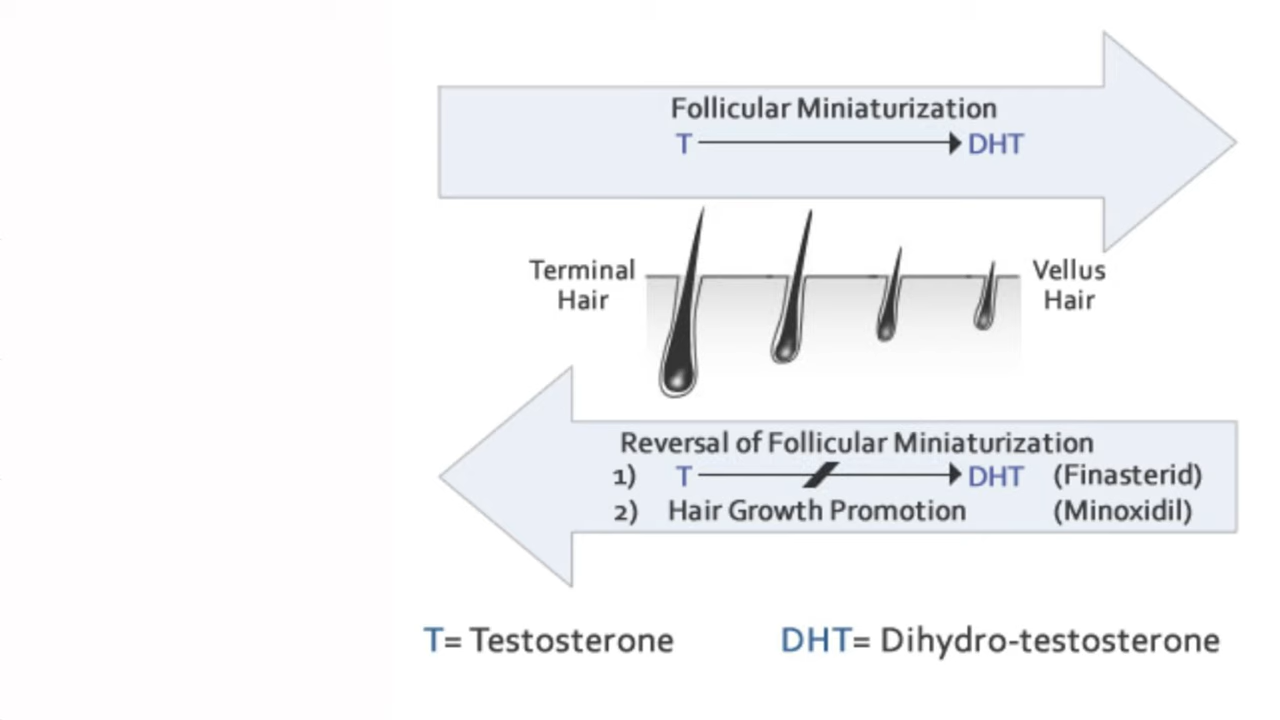 Follicular Miniaturization
T DHT
Terminal
Hair
Vellus
Hair
Reversal of Follicular Miniaturization
1) T DHT (Finasterid)
2) Hair Growth Promotion (Minoxidil)
T= Testosterone DHT= Dihydro-testosterone